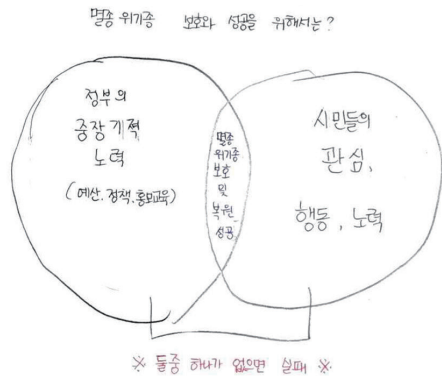 멸종 위기종 보호와 성공을 위해서는?
정부의
중장기적
노력
(예산, 정책, 홍보교육)
멸종
위기종
보호
및
복원
성공
시민들의
관심,
행동, 노력
※ 둘중 하나가 없으면 실패 ※